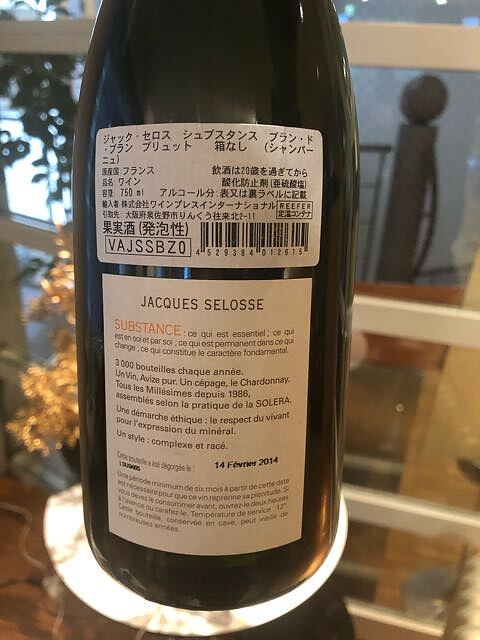 ジャック・セロス シュブスタンス ブラン・ド
・ブラン ブリュット 箱なし (シャンパー
ニュ)
原産国:フランス 飲酒は20歳を過ぎてから
品名:ワイン 酸化防止剤(亜硫酸塩)
容量:750 ml アルコール分:表又は裏ラベルに記載
輸入者:株式会社ワインプレスインターナショナル REEFER
引取先:大阪府泉佐野市りんくう往来北2-11 定温コンテナ
果実酒(発泡性)
VAJSSBZ0
4 529384 012615
JACQUES SELOSSE
SUBSTANCE : ce qui est essentiel ; ce qui
est en soi et par soi ; ce qui est permanent dans ce qui
change ; ce qui constitue le caractère fondamental.
3 000 bouteilles chaque année.
Un Vin, Avize pur. Un cépage, le Chardonnay.
Tous les Millésimes depuis 1986,
assemblés selon la pratique de la SOLERA.
Une démarche éthique : le respect du vivant
pour l'expression du minéral.
Un style : complexe et racé.
Cette bouteille a été dégorgée le : 14 Février 2014
Une période minimum de six mois à partir de cette date
est nécessaire pour que ce vin reprenne sa plendeur. Si
vous devez le consommer avant, ouvrez-le deux heures
à l'avance ou carafez-le. Température de service : 12°
Cette bouteille, conservée en cave, peut vieillir de
nombreuses années.